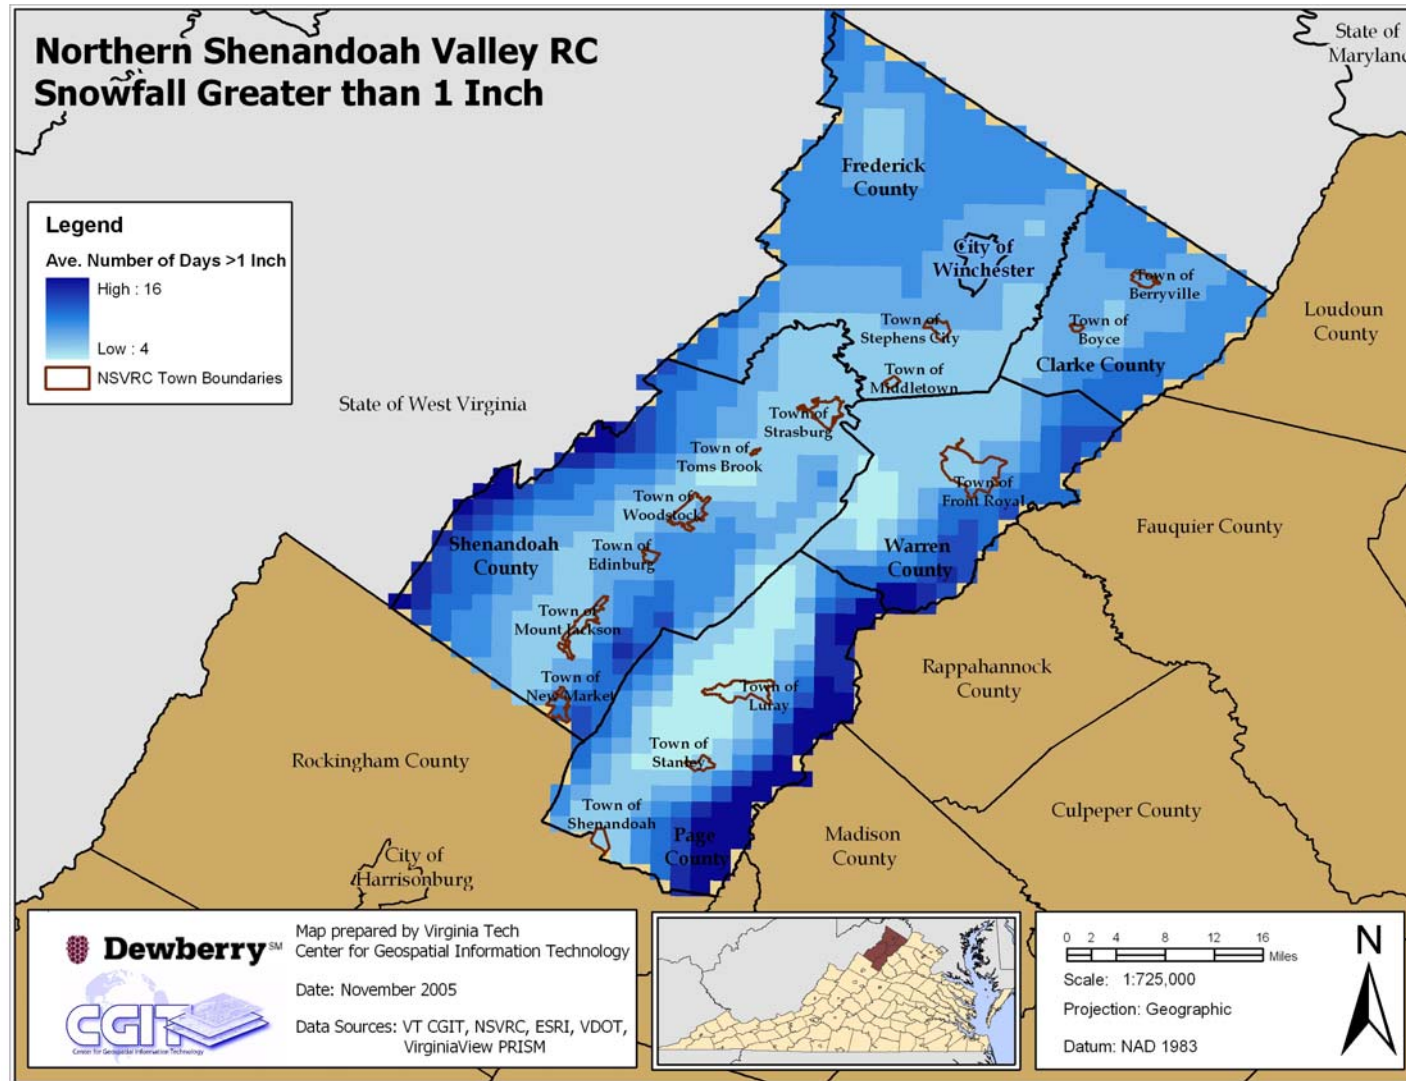 Northern Shenandoah Valley RC
Snowfall Greater than 1 Inch
State of
Maryland
Legend
Ave. Number of Days >1 Inch
High : 16
Low : 4
NSVRC Town Boundaries
Frederick
County
City of
Winchester
Town of
Berryville
Town of
Boyce
Clarke County
Loudoun
County
Town of
Stephens City
Town of
Middletown
State of West Virginia
Town of
Strasburg
Town of
Toms Brook
Town of
Front Royal
Town of
Woodstock
Fauquier County
Shenandoah
County
Town of
Edinburg
Warren
County
Town of
Mount Jackson
Rappahannock
County
Town of
New Market
Town of
Luray
Rockingham County
Town of
Stanley
Culpeper County
Town of
Shenandoah
Page
County
Madison
County
City of
Harrisonburg
Dewberry SM
CGIT
Center for Geospatial Information Technology
Map prepared by Virginia Tech
Center for Geospatial Information Technology
Date: November 2005
Data Sources: VT CGIT, NSVRC, ESRI, VDOT,
VirginiaView PRISM
0 2 4 8 12 16
Miles
Scale: 1:725,000
Projection: Geographic
Datum: NAD 1983
N